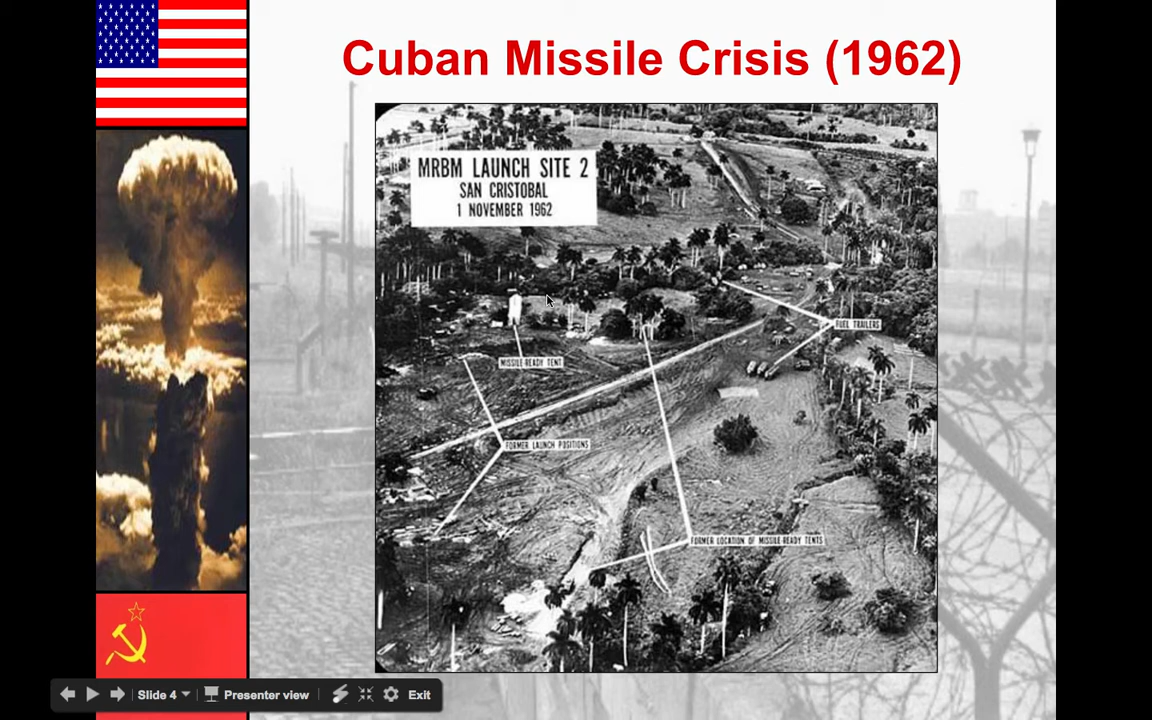 Cuban Missile Crisis (1962)
MRBM LAUNCH SITE 2
SAN CRISTOBAL
1 NOVEMBER 1962
FUEL TRAILERS
MISSILE-READY TENT
FORMER LAUNCH POSITIONS
FORMER LOCATION OF MISSILE-READY TENTS
Slide 4
Presenter view
Exit